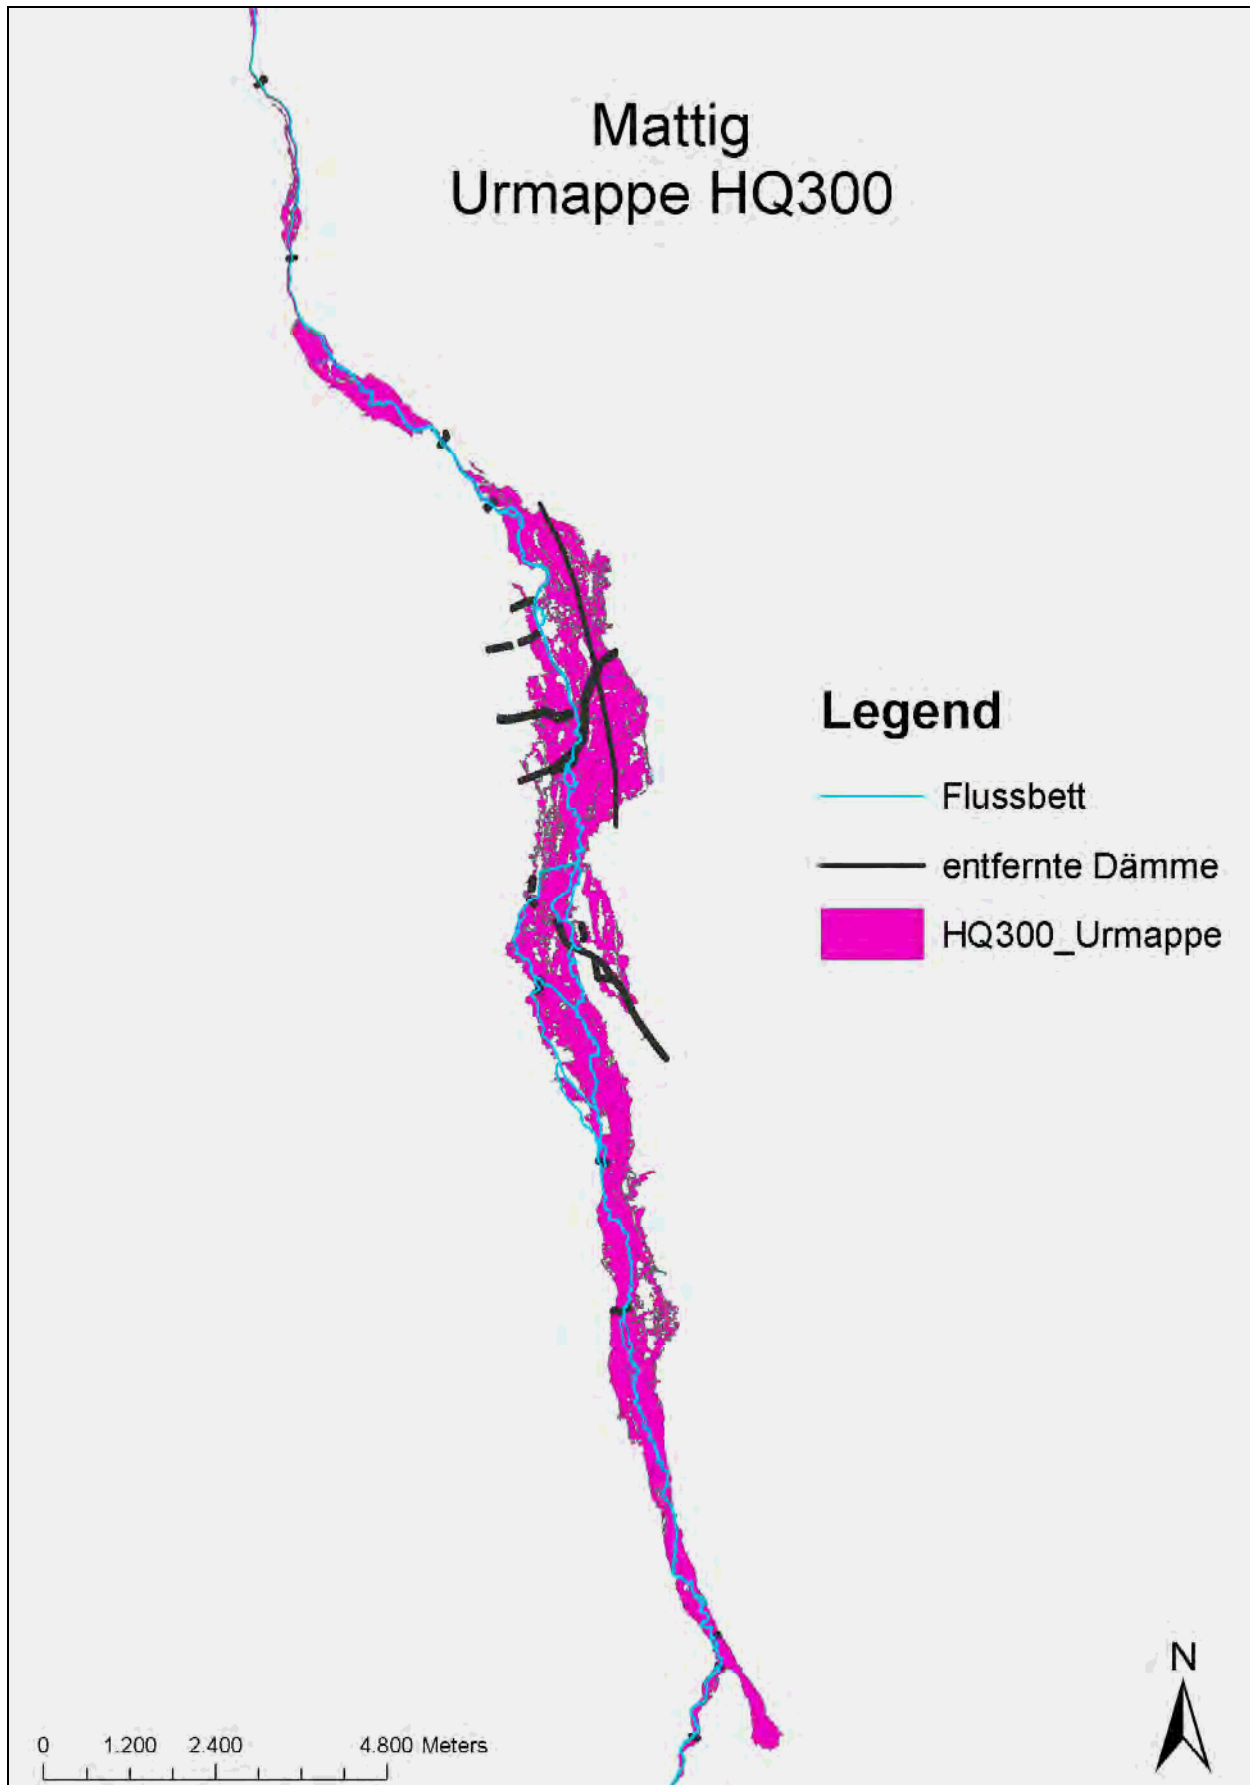 Mattig
Urmappe HQ300
Legend
Flussbett
entfernte Dämme
HQ300_Urmappe
N
0 1.200 2.400 4.800 Meters